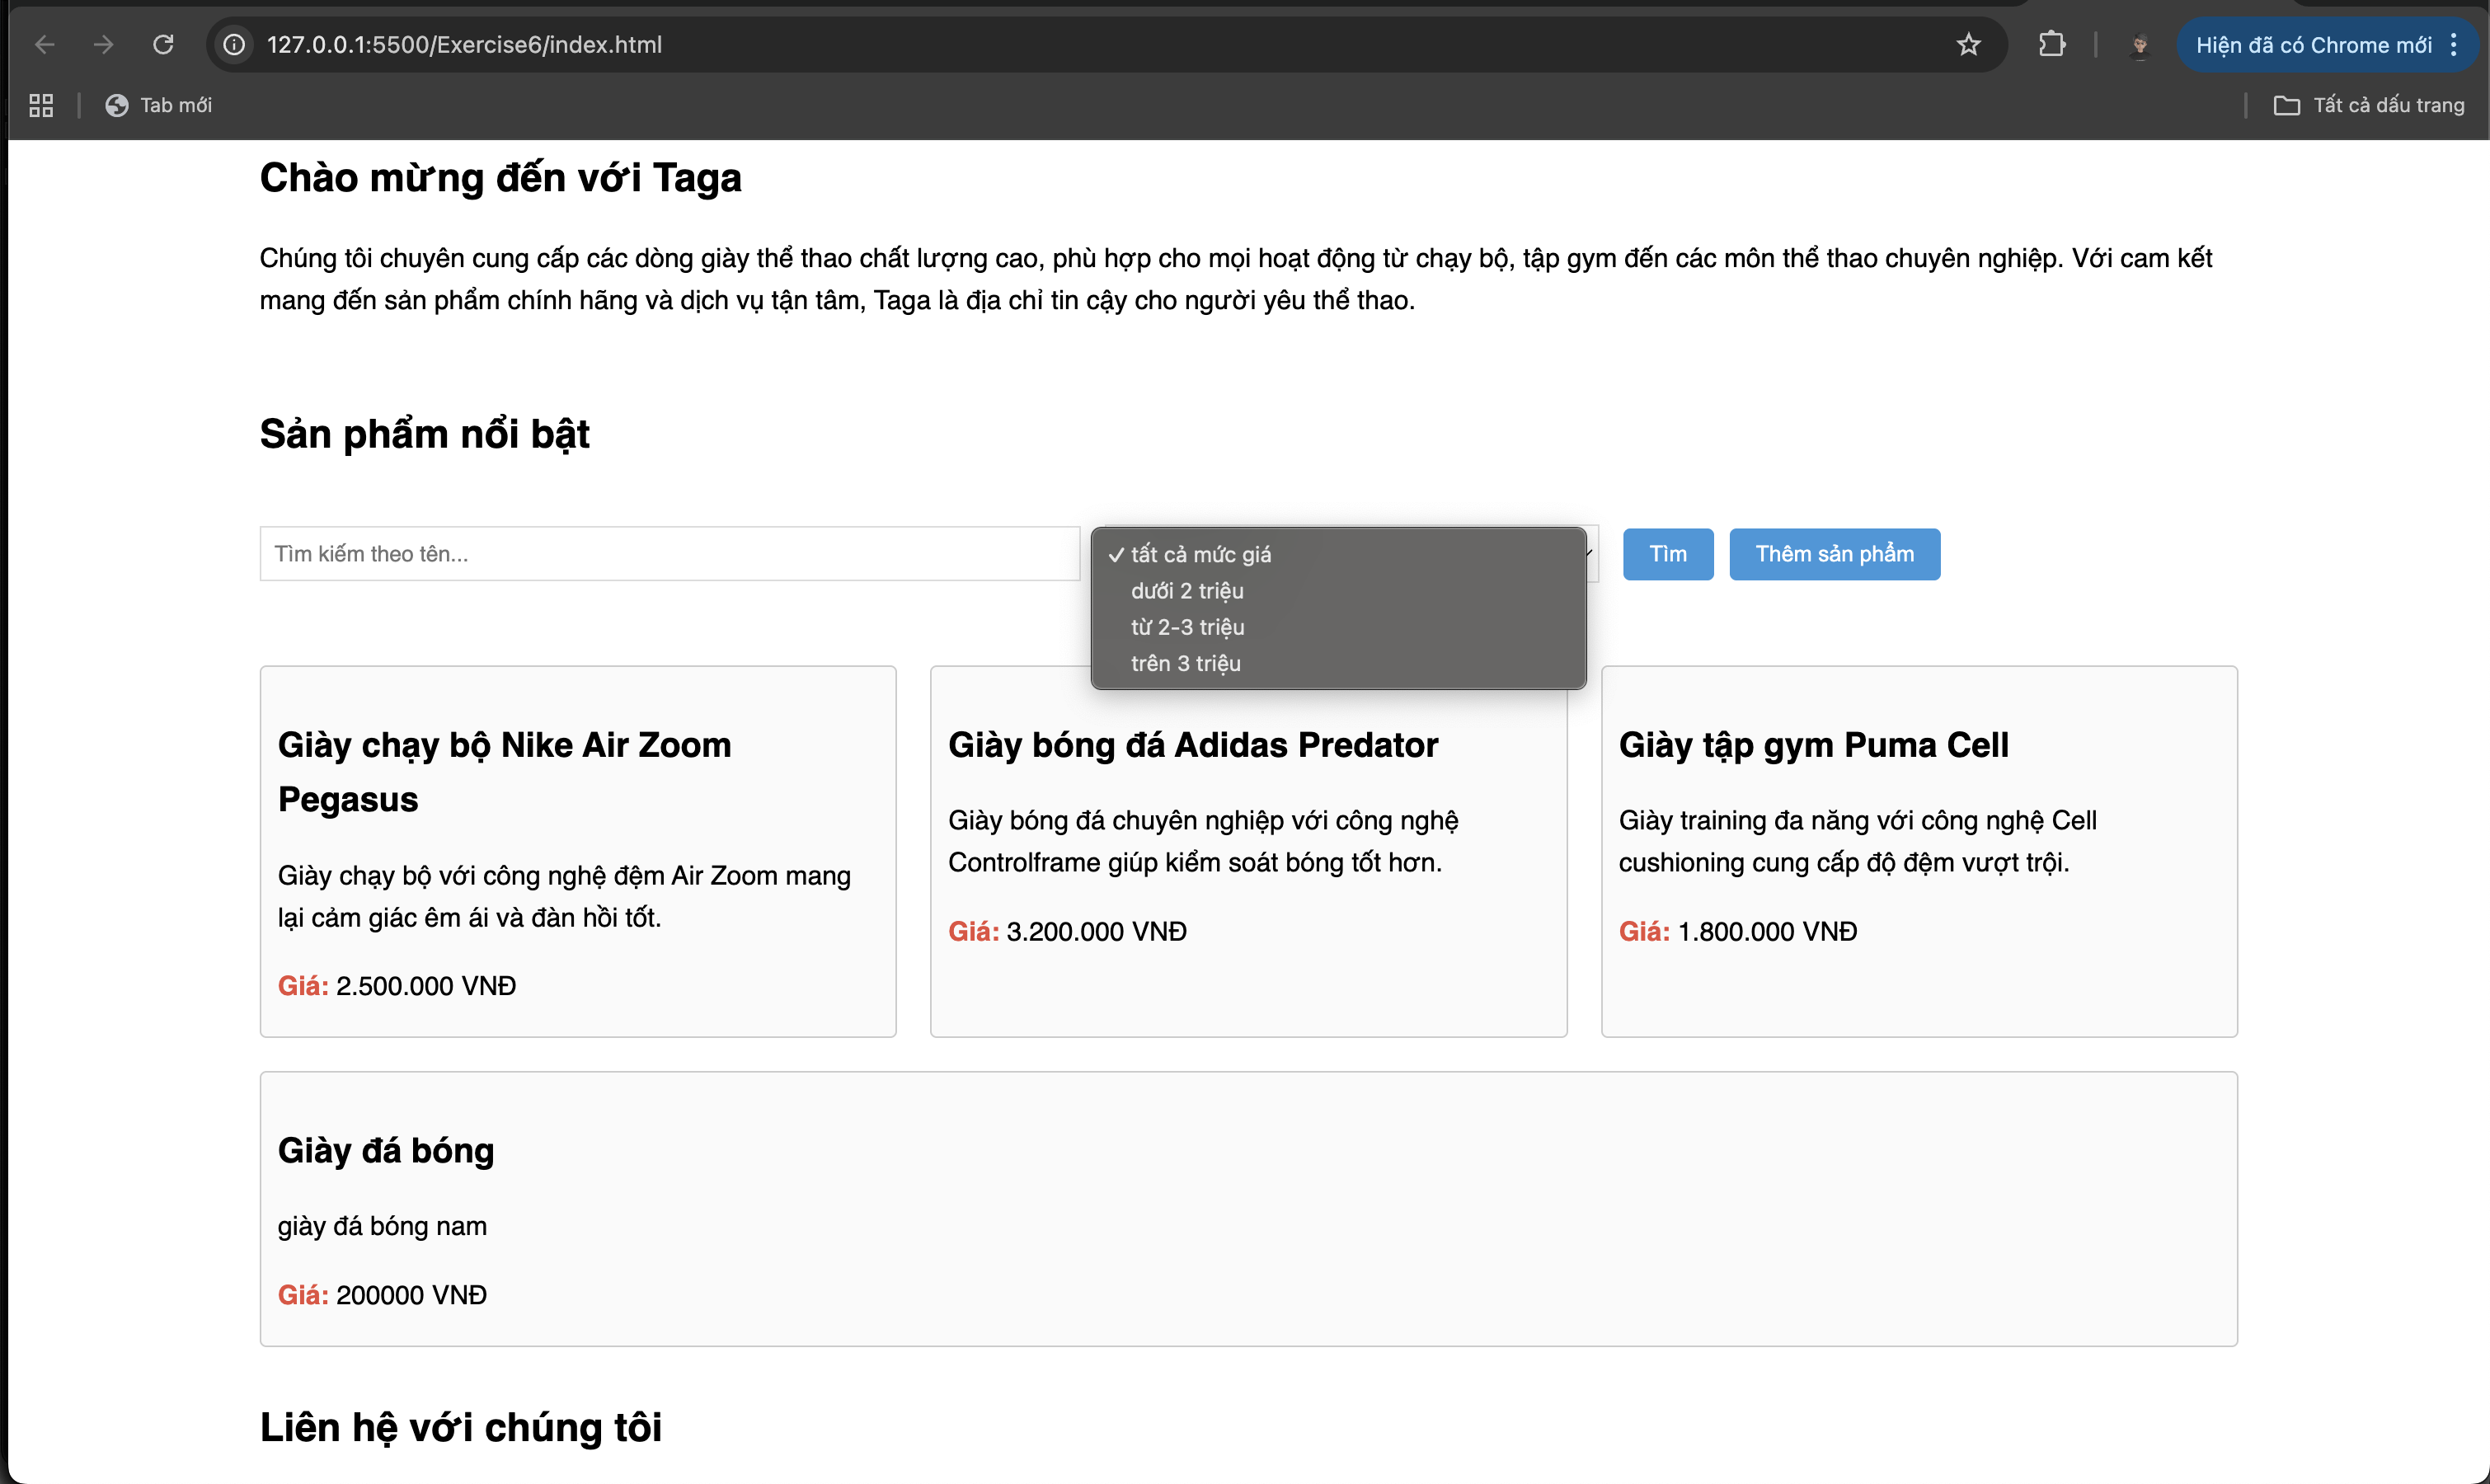 127.0.0.1:5500/Exercise6/index.html
Hiện đã có Chrome mới
Tab mới
Tất cả dấu trang
Chào mừng đến với Taga
Chúng tôi chuyên cung cấp các dòng giày thể thao chất lượng cao, phù hợp cho mọi hoạt động từ chạy bộ, tập gym đến các môn thể thao chuyên nghiệp. Với cam kết
mang đến sản phẩm chính hãng và dịch vụ tận tâm, Taga là địa chỉ tin cậy cho người yêu thể thao.
Sản phẩm nổi bật
Tìm kiếm theo tên...
tất cả mức giá
dưới 2 triệu
từ 2-3 triệu
trên 3 triệu
Tìm
Thêm sản phẩm
Giày chạy bộ Nike Air Zoom
Pegasus
Giày chạy bộ với công nghệ đệm Air Zoom mang
lại cảm giác êm ái và đàn hồi tốt.
Giá: 2.500.000 VNĐ
Giày bóng đá Adidas Predator
Giày bóng đá chuyên nghiệp với công nghệ
Controlframe giúp kiểm soát bóng tốt hơn.
Giá: 3.200.000 VNĐ
Giày tập gym Puma Cell
Giày training đa năng với công nghệ Cell
cushioning cung cấp độ đệm vượt trội.
Giá: 1.800.000 VNĐ
Giày đá bóng
giày đá bóng nam
Giá: 200000 VNĐ
Liên hệ với chúng tôi